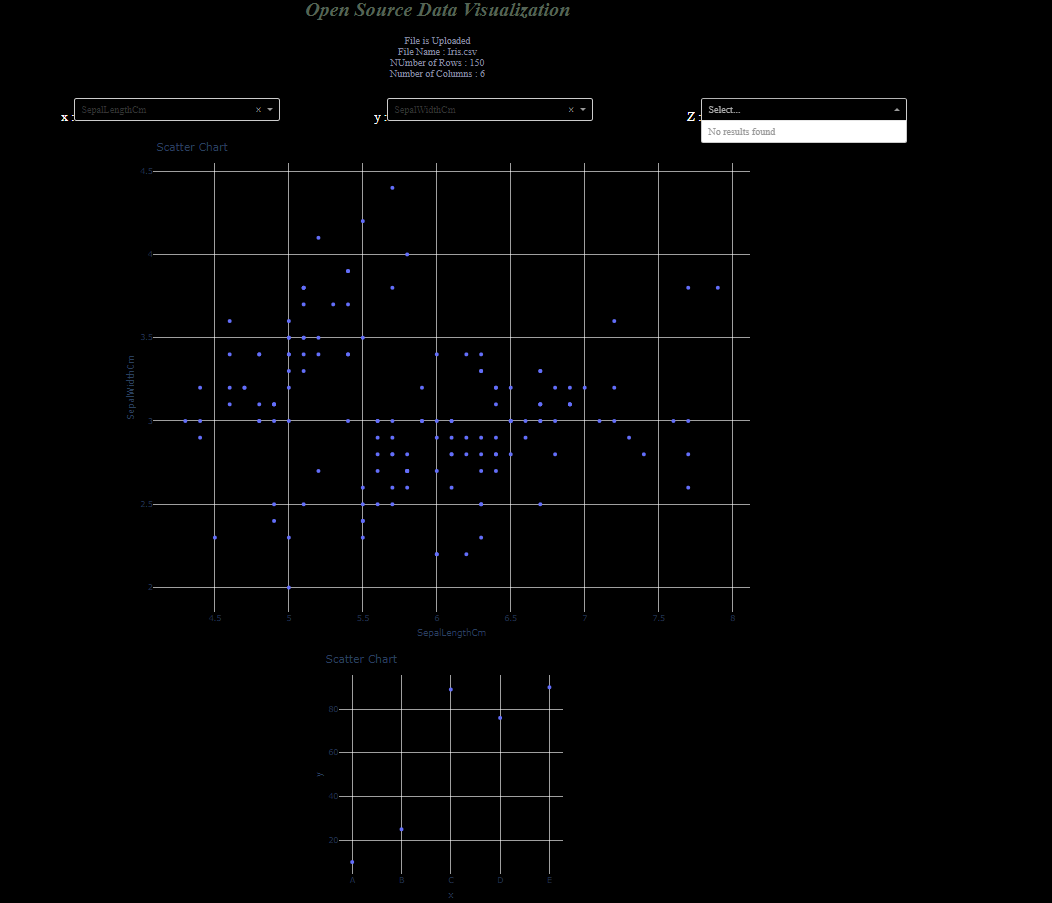 Open Source Data Visualization
File is Uploaded
File Name : Iris.csv
NUmber of Rows : 150
Number of Columns : 6
x : SepalLengthCm ×
y : SepalWidthCm ×
Z : Select...
No results found
Scatter Chart
4.5
4
3.5
3
2.5
2
SepalWidthCm
4.5 5 5.5 6 6.5 7 7.5 8
SepalLengthCm
Scatter Chart
80
60
40
20
y
A B C D E
x